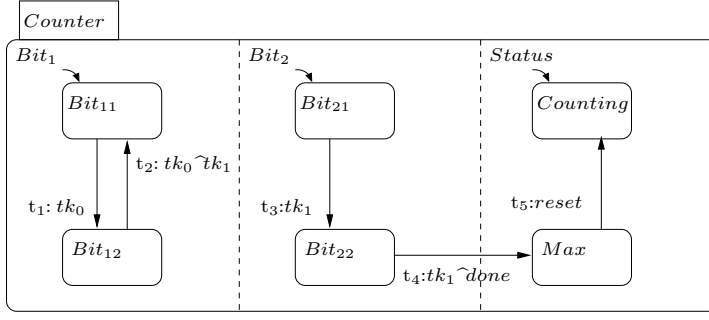 Counter
Bit₁ Bit₂ Status
Bit₁₁ Bit₂₁ Counting
t₂: tk₀^tk₁
t₁: tk₀ t₃:tk₁ t₅:reset
Bit₁₂ Bit₂₂ Max
t₄:tk₁^done